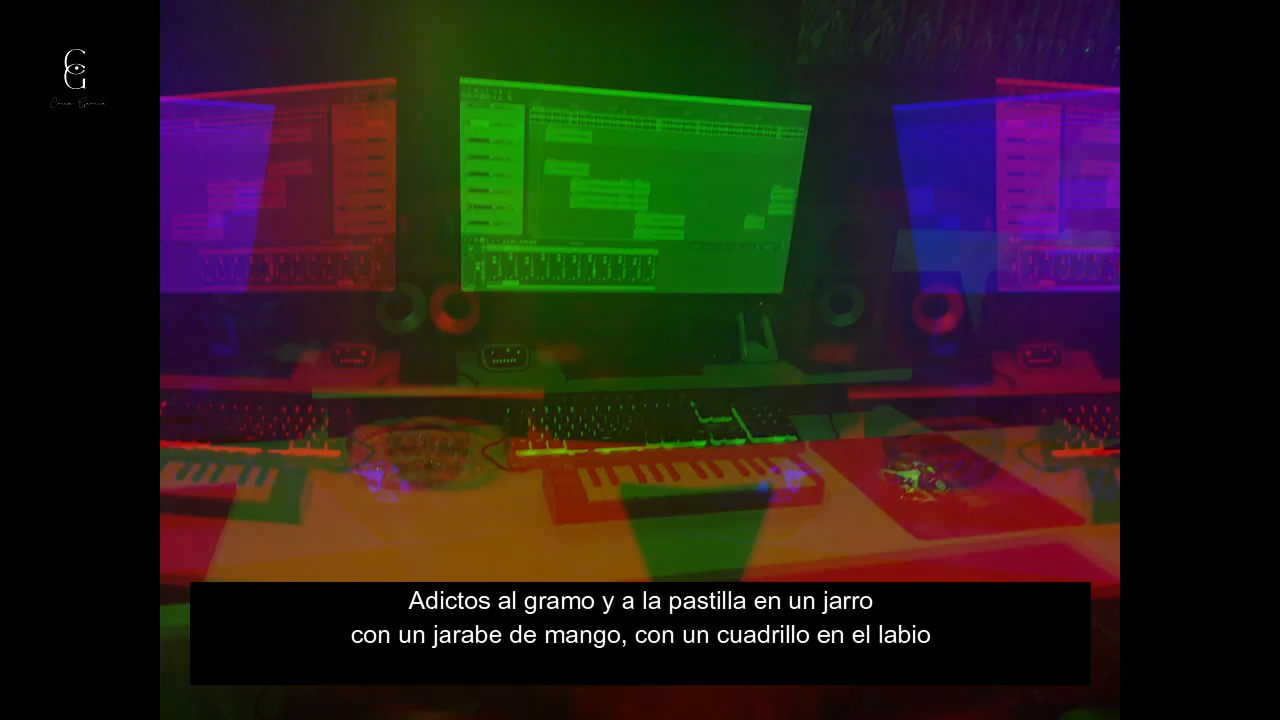 Adictos al gramo y a la pastilla en un jarro
con un jarabe de mango, con un cuadrillo en el labio